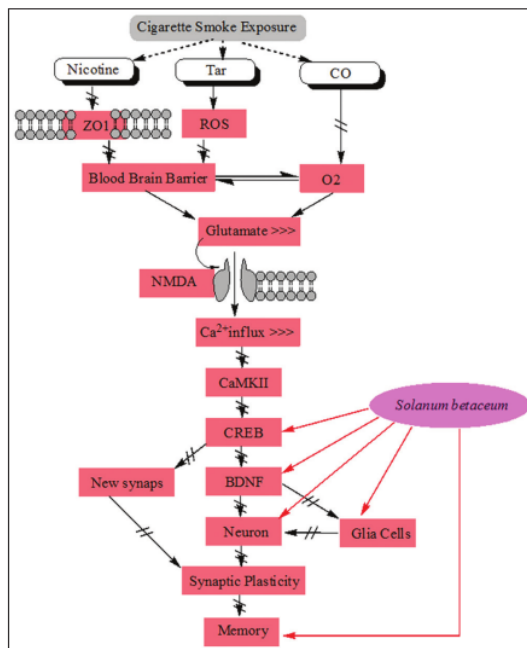 Cigarette Smoke Exposure
Nicotine
Tar
CO
ZO1
ROS
Blood Brain Barrier
O2
Glutamate >>>
NMDA
Ca²⁺influx >>>
CaMKII
Solanum betaceum
CREB
New synaps
BDNF
Neuron
Glia Cells
Synaptic Plasticity
Memory